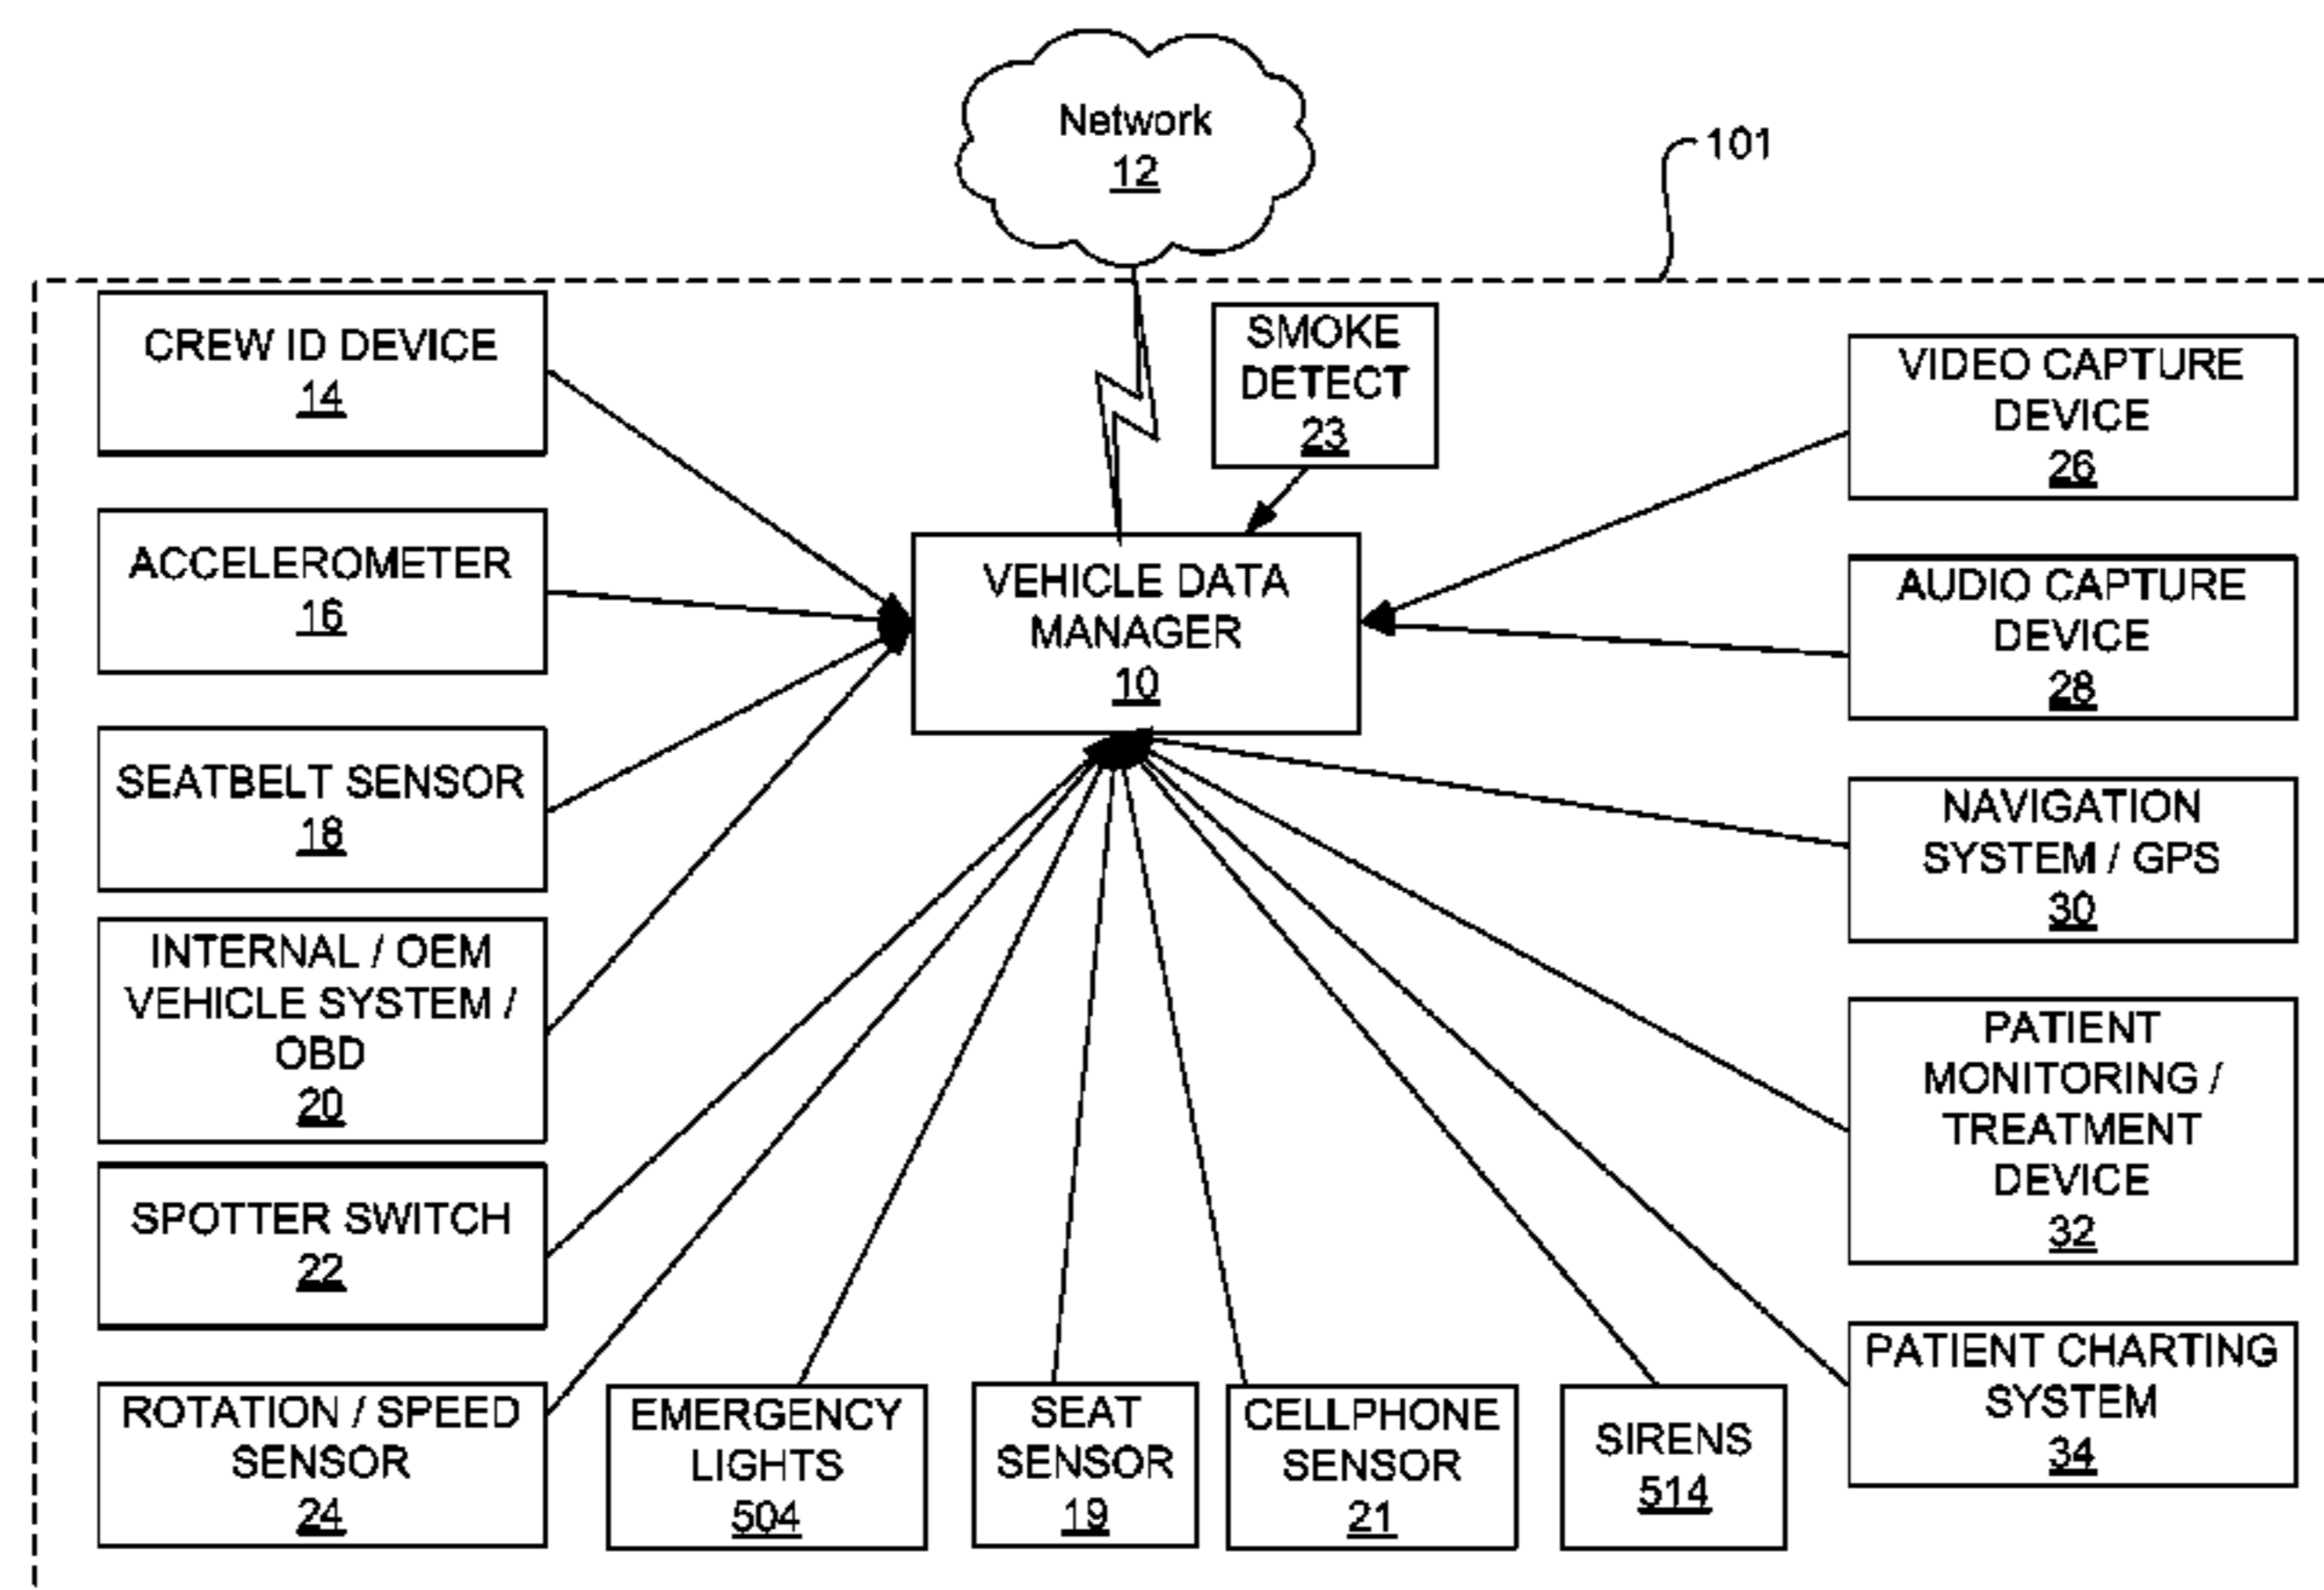 Network
12
101
CREW ID DEVICE
14
SMOKE
DETECT
23
VIDEO CAPTURE
DEVICE
26
ACCELEROMETER
16
VEHICLE DATA
MANAGER
10
AUDIO CAPTURE
DEVICE
28
SEATBELT SENSOR
18
NAVIGATION
SYSTEM / GPS
30
INTERNAL / OEM
VEHICLE SYSTEM /
OBD
20
PATIENT
MONITORING /
TREATMENT
DEVICE
32
SPOTTER SWITCH
22
PATIENT CHARTING
SYSTEM
34
ROTATION / SPEED
SENSOR
24
EMERGENCY
LIGHTS
504
SEAT
SENSOR
19
CELLPHONE
SENSOR
21
SIRENS
514